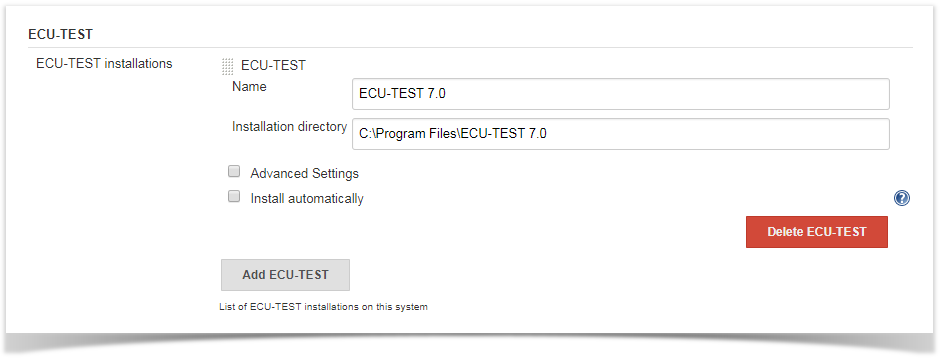 ECU-TEST
ECU-TEST installations
ECU-TEST
Name
ECU-TEST 7.0
Installation directory
C:\Program Files\ECU-TEST 7.0
Advanced Settings
Install automatically
?
Delete ECU-TEST
Add ECU-TEST
List of ECU-TEST installations on this system